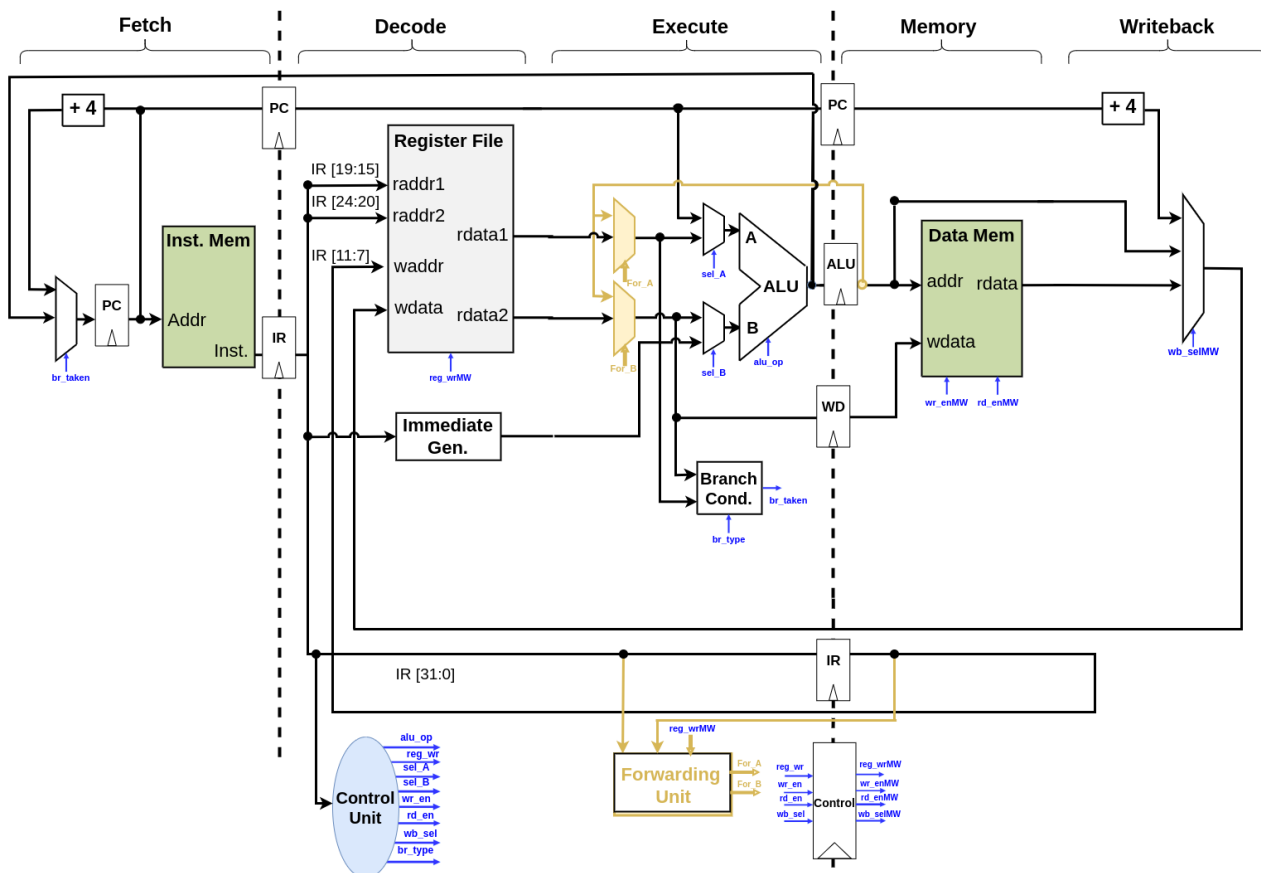 Fetch
Decode
Execute
Memory
Writeback
+ 4
PC
PC
+ 4
Register File
IR [19:15]
raddr1
IR [24:20]
raddr2
Inst. Mem
rdata1
A
Data Mem
IR [11:7]
waddr
sel_A
ALU
addr
rdata
For_A
ALU
PC
wdata
rdata2
Addr
B
wdata
IR
Inst.
alu_op
wb_selMW
br_taken
reg_wrMW
For_B
sel_B
wr_enMW
rd_enMW
WD
Immediate
Gen.
Branch
Cond.
br_taken
br_type
IR
IR [31:0]
reg_wrMW
alu_op
reg_wr
sel_A
sel_B
wr_en
rd_en
wb_sel
br_type
Control
Unit
Forwarding
Unit
For_A
For_B
reg_wr
wr_en
rd_en
wb_sel
Control
reg_wrMW
wr_enMW
rd_enMW
wb_selMW